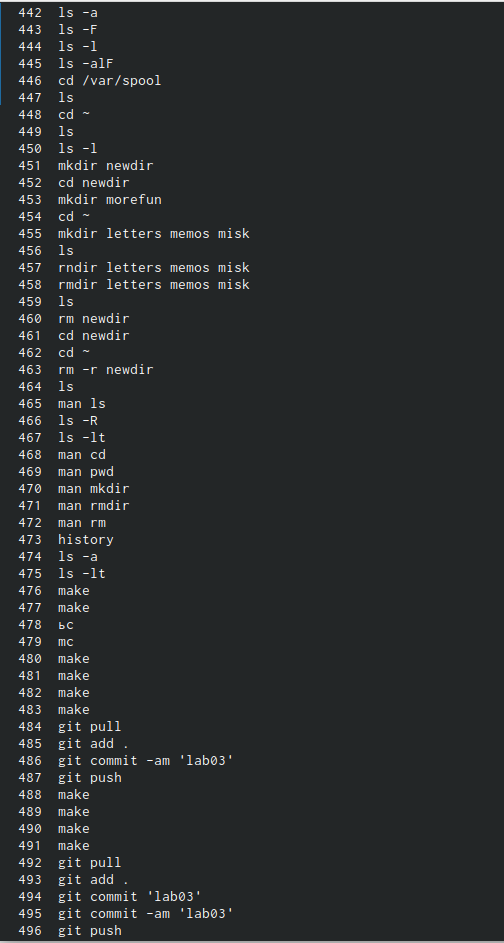 442 ls -a
443 ls -F
444 ls -l
445 ls -alF
446 cd /var/spool
447 ls
448 cd ~
449 ls
450 ls -l
451 mkdir newdir
452 cd newdir
453 mkdir morefun
454 cd ~
455 mkdir letters memos misk
456 ls
457 rndir letters memos misk
458 rmdir letters memos misk
459 ls
460 rm newdir
461 cd newdir
462 cd ~
463 rm -r newdir
464 ls
465 man ls
466 ls -R
467 ls -lt
468 man cd
469 man pwd
470 man mkdir
471 man rmdir
472 man rm
473 history
474 ls -a
475 ls -lt
476 make
477 make
478 ьс
479 mc
480 make
481 make
482 make
483 make
484 git pull
485 git add .
486 git commit -am 'lab03'
487 git push
488 make
489 make
490 make
491 make
492 git pull
493 git add .
494 git commit 'lab03'
495 git commit -am 'lab03'
496 git push